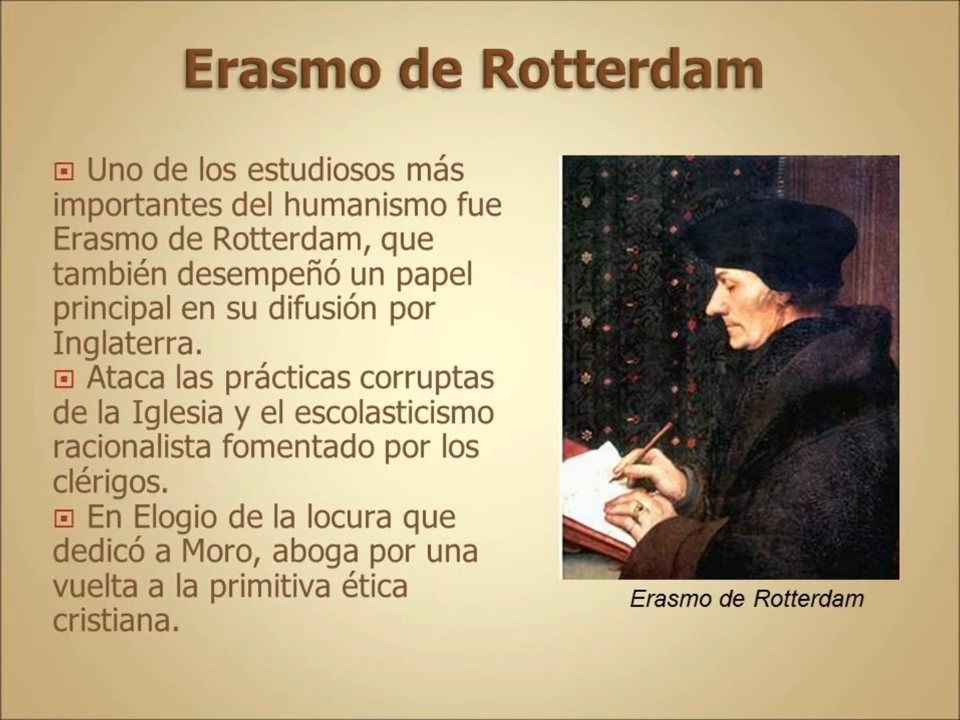 Erasmo de Rotterdam
Uno de los estudiosos más
importantes del humanismo fue
Erasmo de Rotterdam, que
también desempeñó un papel
principal en su difusión por
Inglaterra.
Ataca las prácticas corruptas
de la Iglesia y el escolasticismo
racionalista fomentado por los
clérigos.
En Elogio de la locura que
dedicó a Moro, aboga por una
vuelta a la primitiva ética
cristiana.
Erasmo de Rotterdam